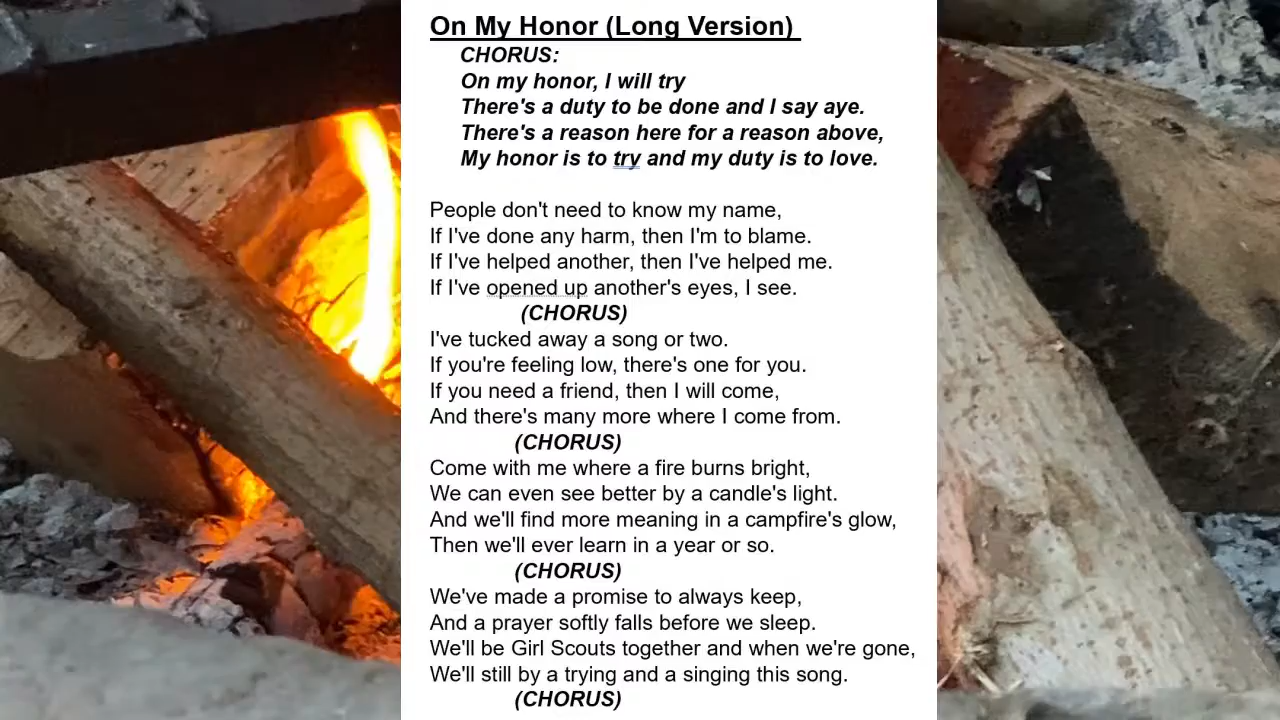 On My Honor (Long Version)
CHORUS:
On my honor, I will try
There's a duty to be done and I say aye.
There's a reason here for a reason above,
My honor is to try and my duty is to love.
People don't need to know my name,
If I've done any harm, then I'm to blame.
If I've helped another, then I've helped me.
If I've opened up another's eyes, I see.
(CHORUS)
I've tucked away a song or two.
If you're feeling low, there's one for you.
If you need a friend, then I will come,
And there's many more where I come from.
(CHORUS)
Come with me where a fire burns bright,
We can even see better by a candle's light.
And we'll find more meaning in a campfire's glow,
Then we'll ever learn in a year or so.
(CHORUS)
We've made a promise to always keep,
And a prayer softly falls before we sleep.
We'll be Girl Scouts together and when we're gone,
We'll still by a trying and a singing this song.
(CHORUS)